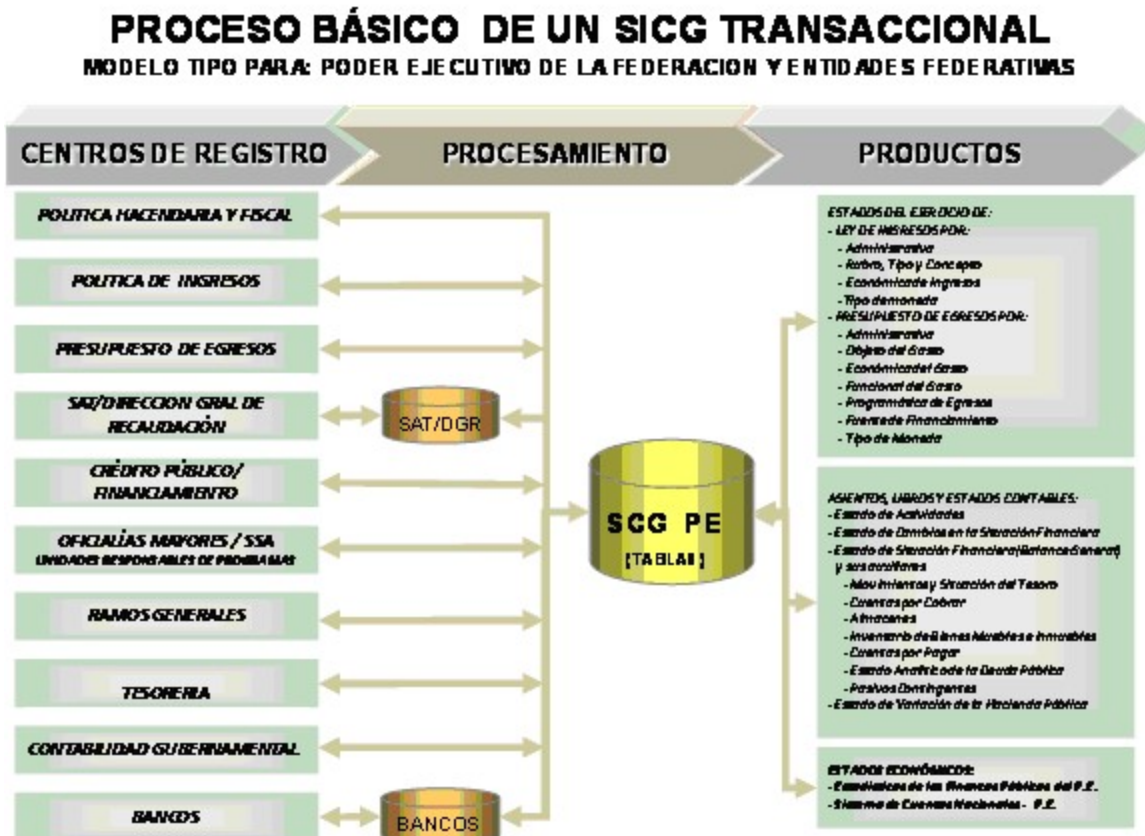 PROCESO BÁSICO DE UN SICG TRANSACCIONAL
MODELO TIPO PARA: PODER EJECUTIVO DE LA FEDERACION Y ENTIDADES FEDERATIVAS
CENTROS DE REGISTRO
PROCESAMIENTO
PRODUCTOS
POLITICA HACENDARIA Y FISCAL
POLITICA DE INGRESOS
PRESUPUESTO DE EGRESOS
SAT/DIRECCION GRAL DE
RECAUDACIÓN
CRÉDITO PÚBLICO/
FINANCIAMIENTO
OFICIALÍAS MAYORES / SSA
UNIDADES RESPONSABLES DE PROGRAMAS
RAMOS GENERALES
TESORERIA
CONTABILIDAD GUBERNAMENTAL
BANCOS
SAT/DGR
BANCOS
SCG PE
(TABLAS)
ESTADOS DEL EJERCICIO DE:
- LEY DE INGRESOS POR:
- Administrativa
- Rubro, Tipo y Concepto
- Económica de Ingresos
- Tipo de moneda
- PRESUPUESTO DE EGRESOS POR:
- Administrativa
- Objeto del Gasto
- Económica del Gasto
- Funcional del Gasto
- Programática de Egresos
- Fuente de Financiamiento
- Tipo de Moneda
ASIENTOS, LIBROS Y ESTADOS CONTABLES:
- Estado de Actividades
- Estado de Cambios en la Situación Financiera
- Estado de Situación Financiera (Balance General)
y sus auxiliares
- Movimientos y Situación del Tesoro
- Cuentas por Cobrar
- Almacenes
- Inventario de Bienes Muebles e Inmuebles
- Cuentas por Pagar
- Estado Analítico de la Deuda Pública
- Pasivos Contingentes
- Estado de Variación de la Hacienda Pública
ESTADOS ECONÓMICOS:
- Estadísticas de las Finanzas Públicas del P.E.
- Sistema de Cuentas Nacionales - P.E.